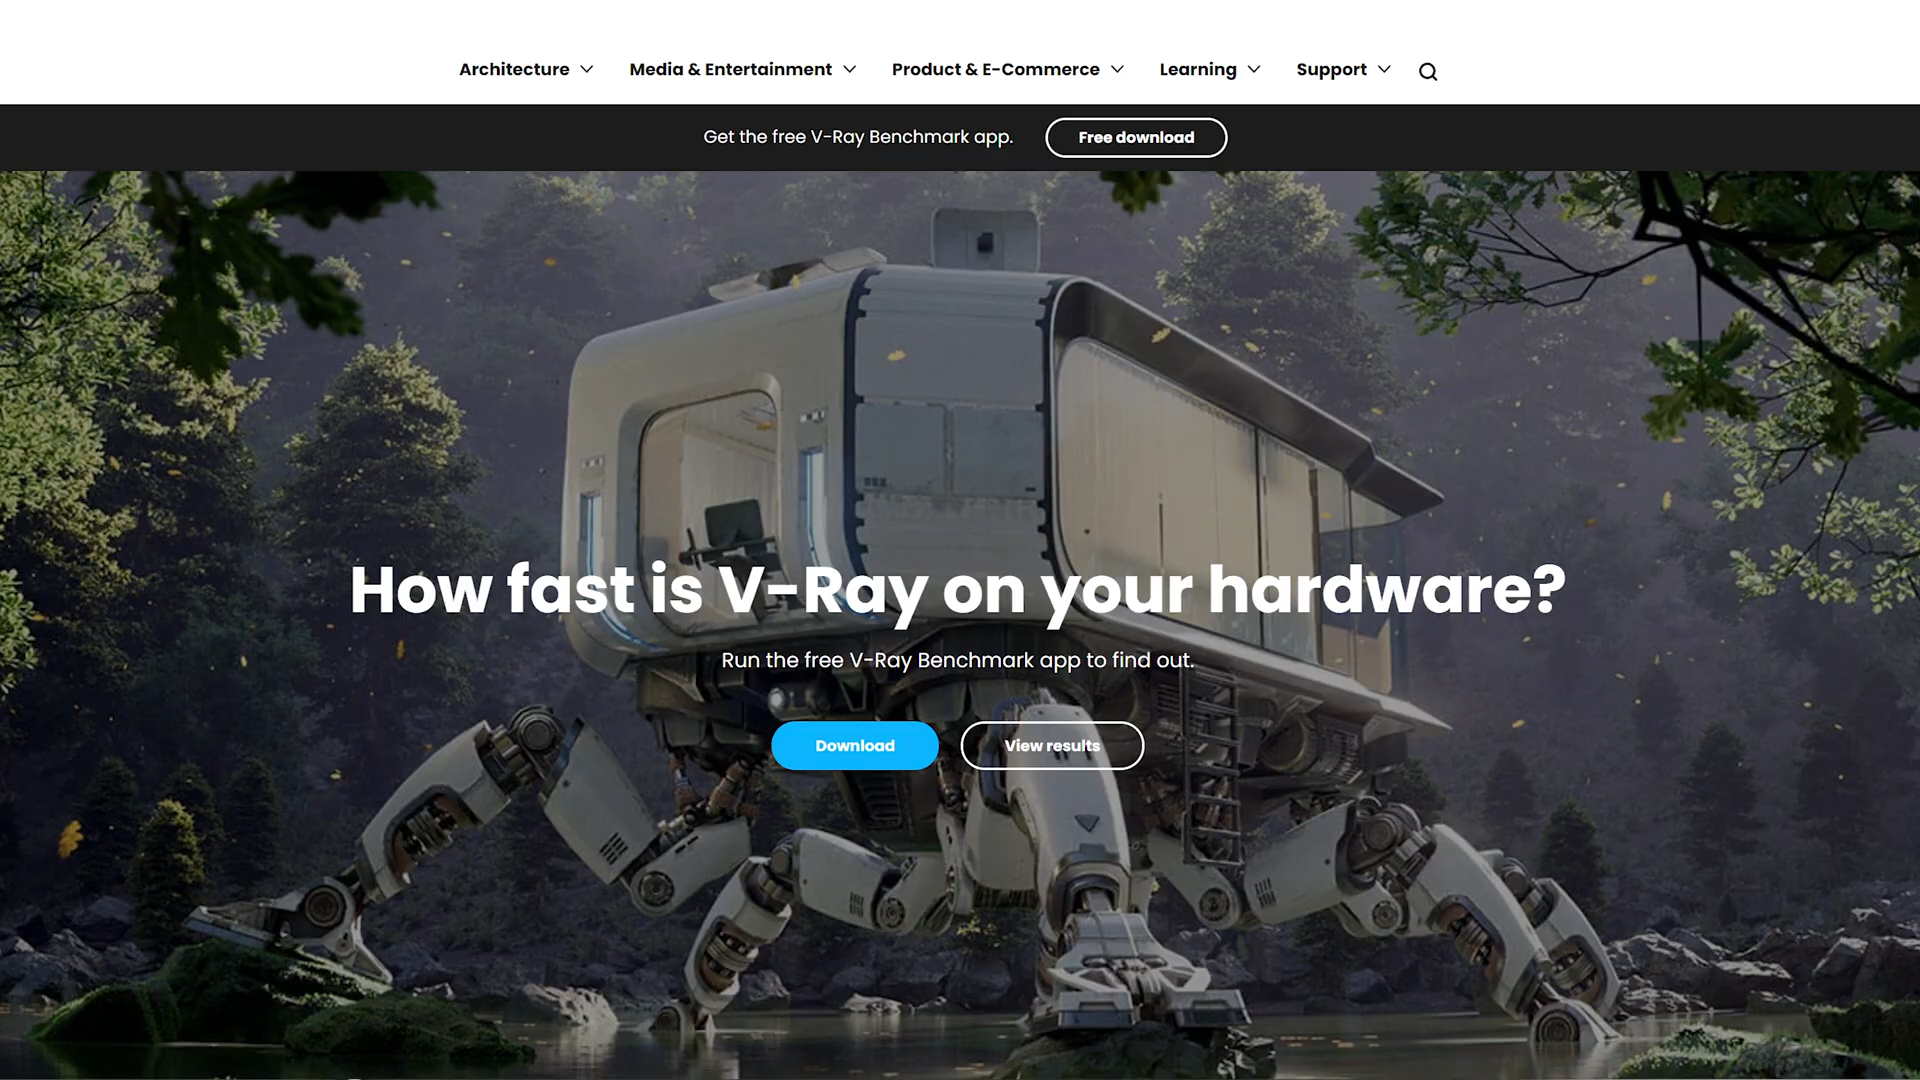 Architecture Media & Entertainment Product & E-Commerce Learning Support
Get the free V-Ray Benchmark app. Free download
How fast is V-Ray on your hardware?
Run the free V-Ray Benchmark app to find out.
Download View results